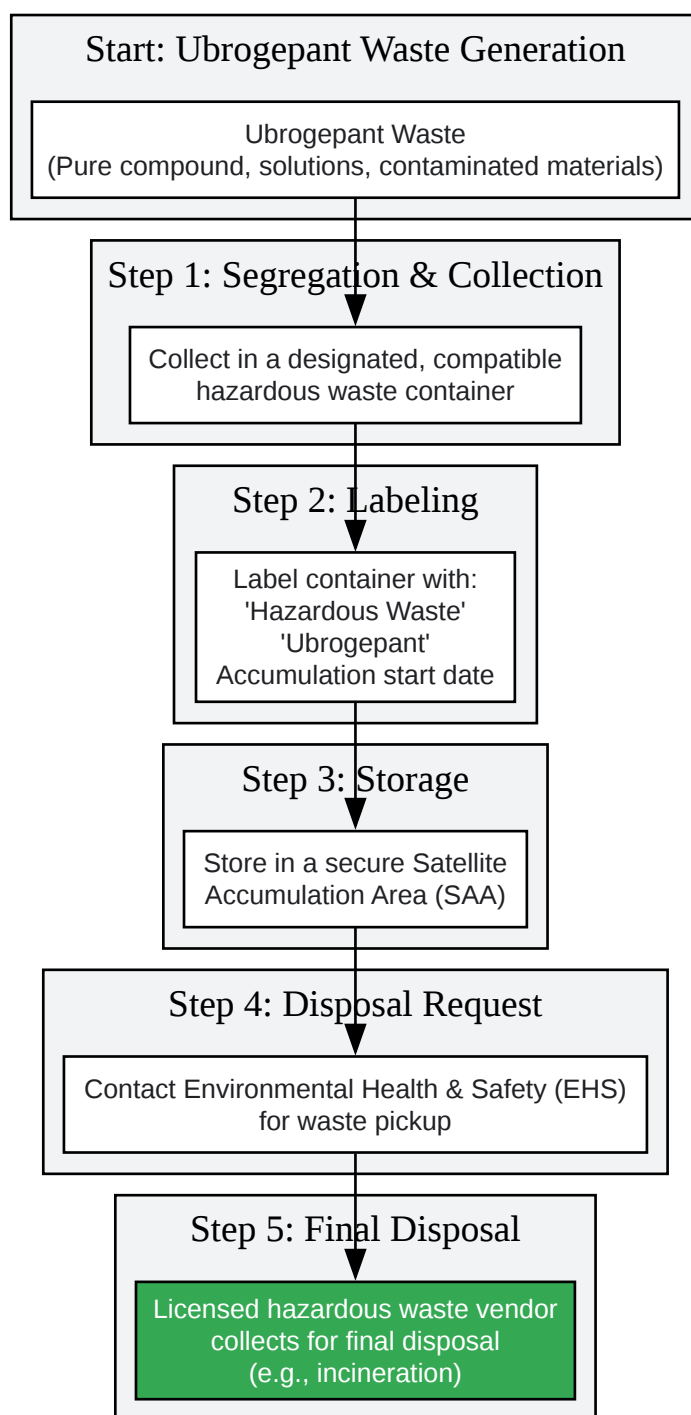 Start: Ubrogepant Waste Generation
Ubrogepant Waste
(Pure compound, solutions, contaminated materials)
Step 1: Segregation & Collection
Collect in a designated, compatible
hazardous waste container
Step 2: Labeling
Label container with:
'Hazardous Waste'
'Ubrogepant'
Accumulation start date
Step 3: Storage
Store in a secure Satellite
Accumulation Area (SAA)
Step 4: Disposal Request
Contact Environmental Health & Safety (EHS)
for waste pickup
Step 5: Final Disposal
Licensed hazardous waste vendor
collects for final disposal
(e.g., incineration)